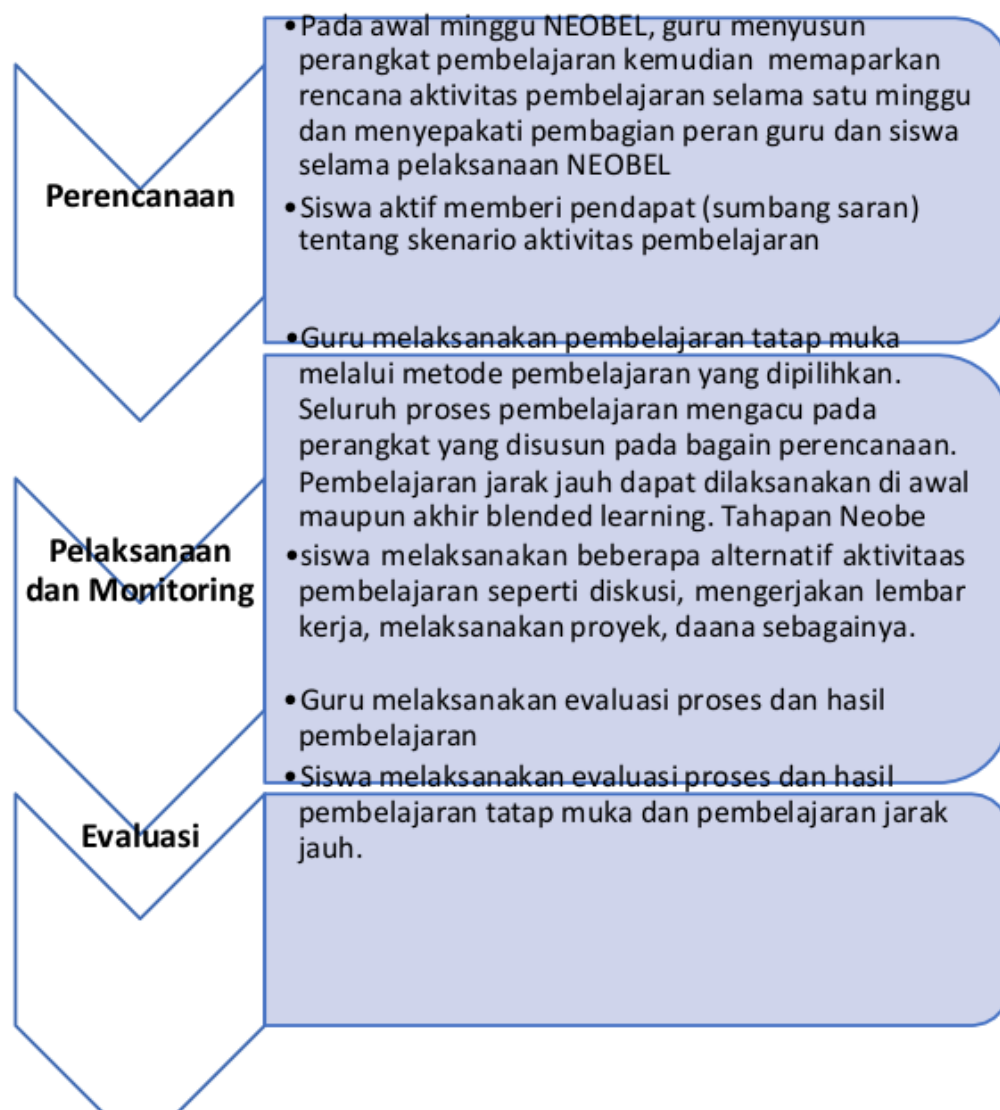 Perencanaan
•Pada awal minggu NEOBEL, guru menyusun
perangkat pembelajaran kemudian memaparkan
rencana aktivitas pembelajaran selama satu minggu
dan menyepakati pembagian peran guru dan siswa
selama pelaksanaan NEOBEL
•Siswa aktif memberi pendapat (sumbang saran)
tentang skenario aktivitas pembelajaran
Pelaksanaan
dan Monitoring
•Guru melaksanakan pembelajaran tatap muka
melalui metode pembelajaran yang dipilihkan.
Seluruh proses pembelajaran mengacu pada
perangkat yang disusun pada bagain perencanaan.
Pembelajaran jarak jauh dapat dilaksanakan di awal
maupun akhir blended learning. Tahapan Neobe
•siswa melaksanakan beberapa alternatif aktivitaas
pembelajaran seperti diskusi, mengerjakan lembar
kerja, melaksanakan proyek, daana sebagainya.
Evaluasi
•Guru melaksanakan evaluasi proses dan hasil
pembelajaran
•Siswa melaksanakan evaluasi proses dan hasil
pembelajaran tatap muka dan pembelajaran jarak
jauh.